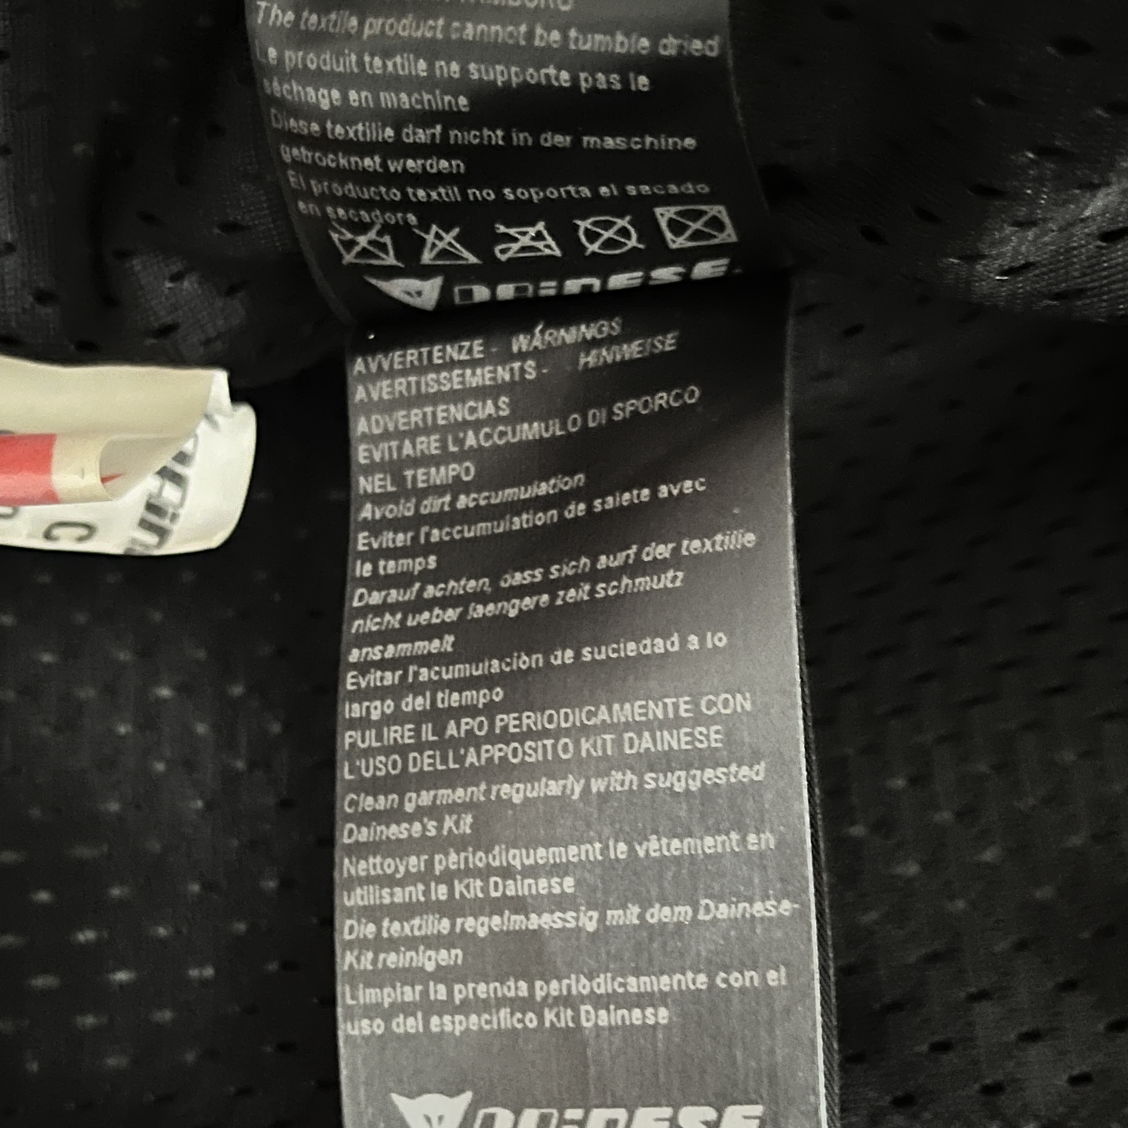 The textile product cannot be tumble dried
Le produit textile ne supporte pas le
séchage en machine
Diese textilie darf nicht in der maschine
getrocknet werden
El producto textil no soporta el secado
en secadora
DAINESE
AVVERTENZE - WARNINGS
AVERTISSEMENTS - HINWEISE
ADVERTENCIAS
EVITARE L'ACCUMULO DI SPORCO
NEL TEMPO
Avoid dirt accumulation
Eviter l'accumulation de salete avec
le temps
Darauf achten, dass sich aurf der textilie
nicht ueber laengere zeit schmutz
ansammelt
Evitar l'acumulaciòn de suciedad a lo
largo del tiempo
PULIRE IL APO PERIODICAMENTE CON
L'USO DELL'APPOSITO KIT DAINESE
Clean garment regularly with suggested
Dainese's Kit
Nettoyer pèriodiquement le vêtement en
utilisant le Kit Dainese
Die textilie regelmaessig mit dem Dainese-
Kit reinigen
Limpiar la prenda periòdicamente con el
uso del especifico Kit Dainese
DAINESE